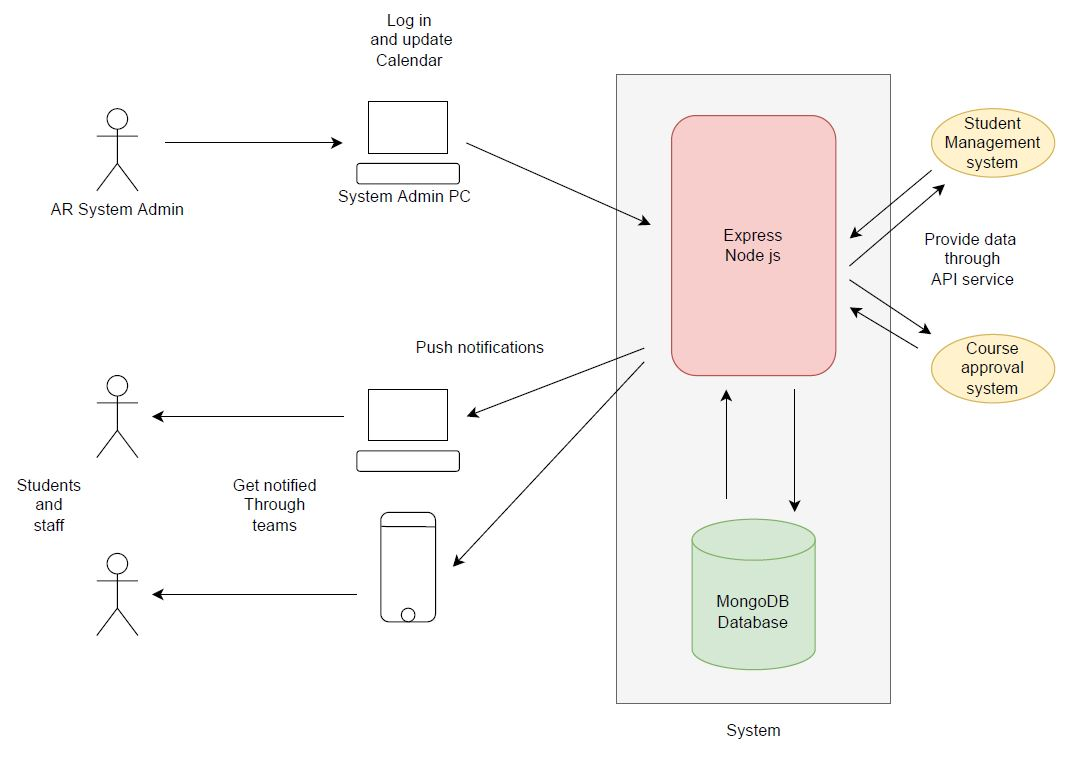 Log in
and update
Calendar
AR System Admin
System Admin PC
Express
Node js
Student
Management
system
Provide data
through
API service
Course
approval
system
Push notifications
Students
and
staff
Get notified
Through
teams
MongoDB
Database
System